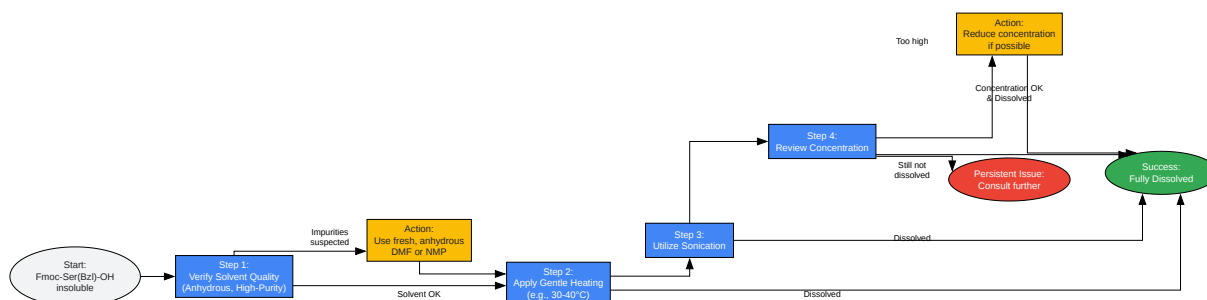 Start:
Fmoc-Ser(Bzl)-OH
insoluble
Step 1:
Verify Solvent Quality
(Anhydrous, High-Purity)
Impurities
suspected
Action:
Use fresh, anhydrous
DMF or NMP
Solvent OK
Step 2:
Apply Gentle Heating
(e.g., 30-40°C)
Dissolved
Step 3:
Utilize Sonication
Dissolved
Step 4:
Review Concentration
Too high
Action:
Reduce concentration
if possible
Concentration OK
& Dissolved
Still not
dissolved
Persistent Issue:
Consult further
Success:
Fully Dissolved